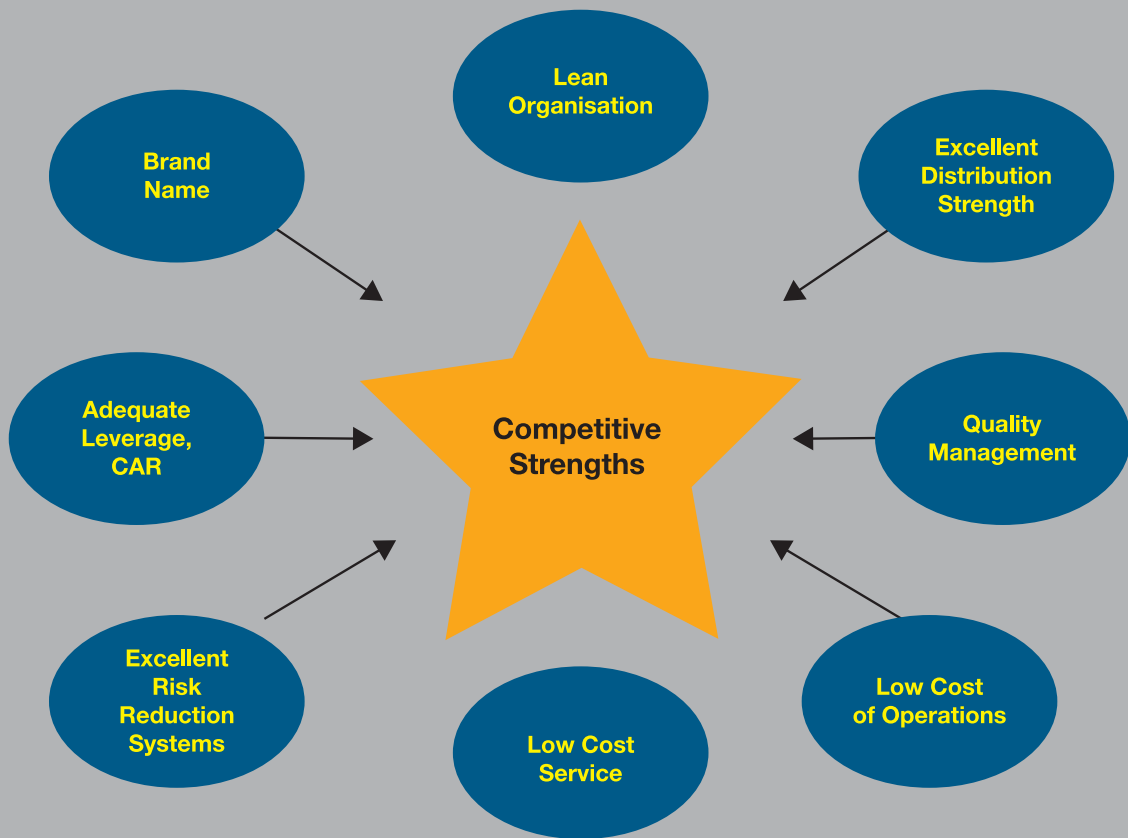 Lean
Organisation
Brand
Name
Excellent
Distribution
Strength
Adequate
Leverage,
CAR
Competitive
Strengths
Quality
Management
Excellent
Risk
Reduction
Systems
Low Cost
Service
Low Cost
of Operations